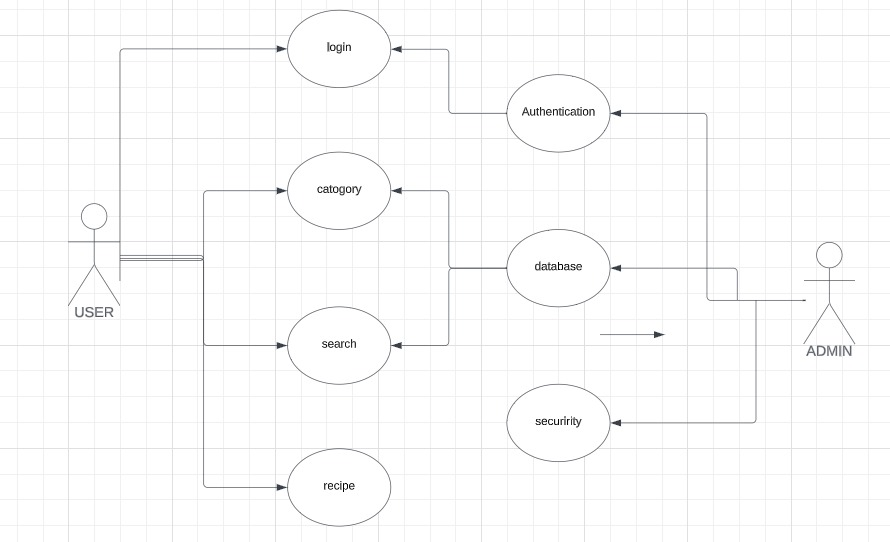 login
Authentication
catogory
database
USER
search
ADMIN
securirity
recipe